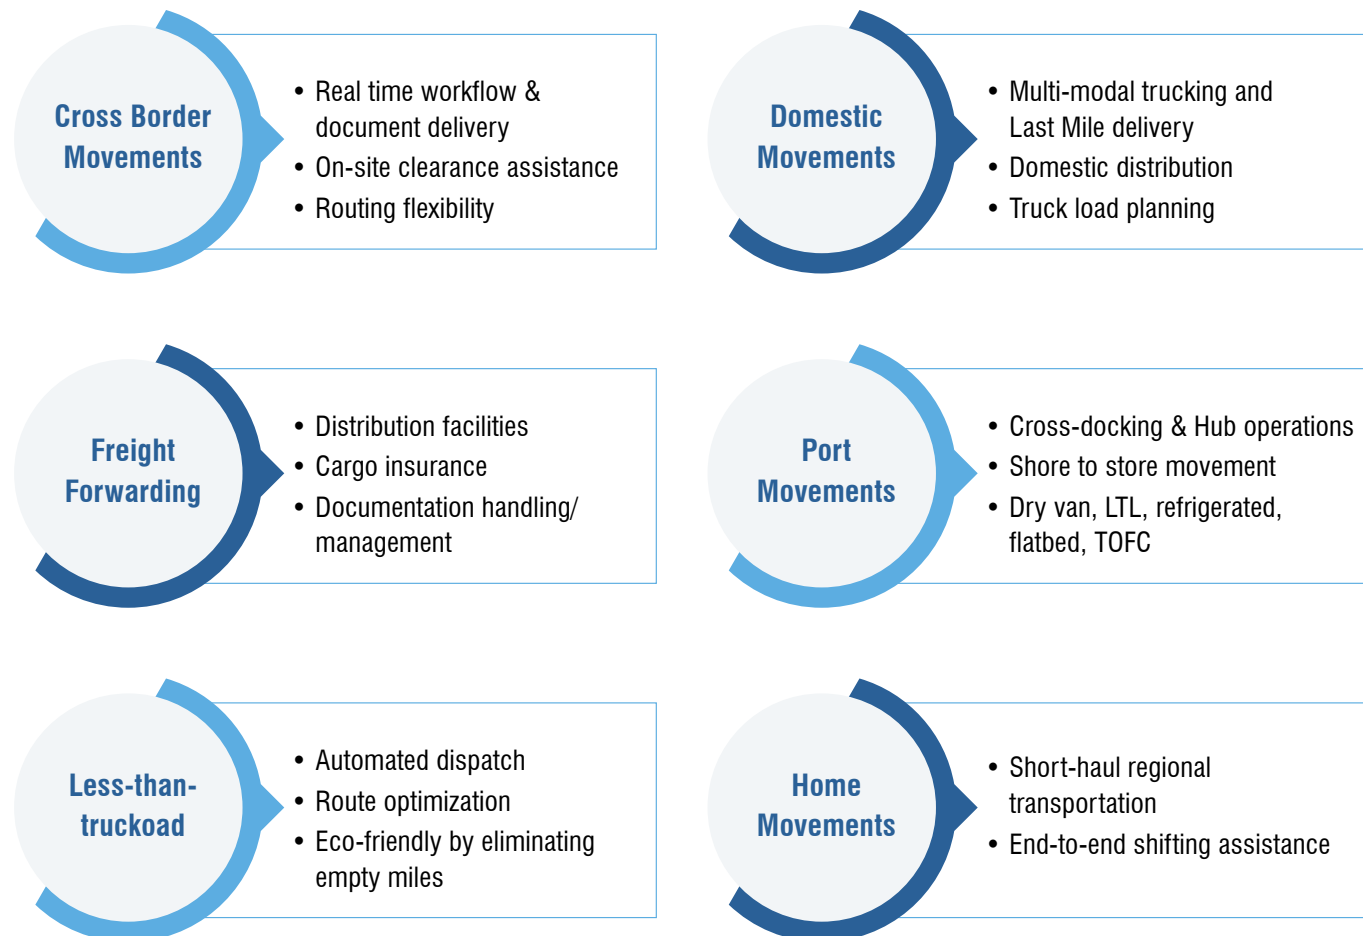 Cross Border
Movements
• Real time workflow &
document delivery
• On-site clearance assistance
• Routing flexibility
Domestic
Movements
• Multi-modal trucking and
Last Mile delivery
• Domestic distribution
• Truck load planning
Freight
Forwarding
• Distribution facilities
• Cargo insurance
• Documentation handling/
management
Port
Movements
• Cross-docking & Hub operations
• Shore to store movement
• Dry van, LTL, refrigerated,
flatbed, TOFC
Less-than-
truckoad
• Automated dispatch
• Route optimization
• Eco-friendly by eliminating
empty miles
Home
Movements
• Short-haul regional
transportation
• End-to-end shifting assistance